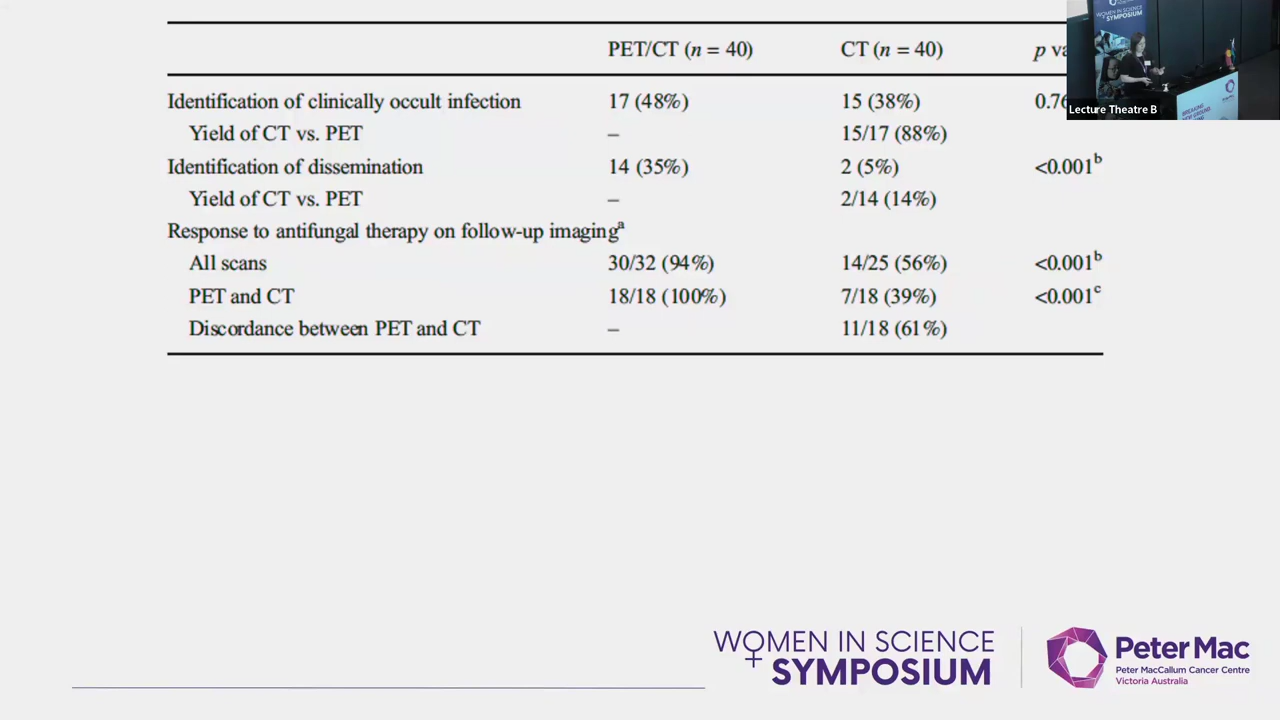 PET/CT (n = 40) CT (n = 40) p
Identification of clinically occult infection 17 (48%) 15 (38%)
Yield of CT vs. PET – 15/17 (88%)
Identification of dissemination 14 (35%) 2 (5%) <0.001b
Yield of CT vs. PET – 2/14 (14%)
Response to antifungal therapy on follow-up imaginga
All scans 30/32 (94%) 14/25 (56%) <0.001b
PET and CT 18/18 (100%) 7/18 (39%) <0.001c
Discordance between PET and CT – 11/18 (61%)
WOMEN IN SCIENCE
SYMPOSIUM
Lecture Theatre B
WOMEN IN SCIENCE
SYMPOSIUM
Peter Mac
Peter MacCallum Cancer Centre
Victoria Australia